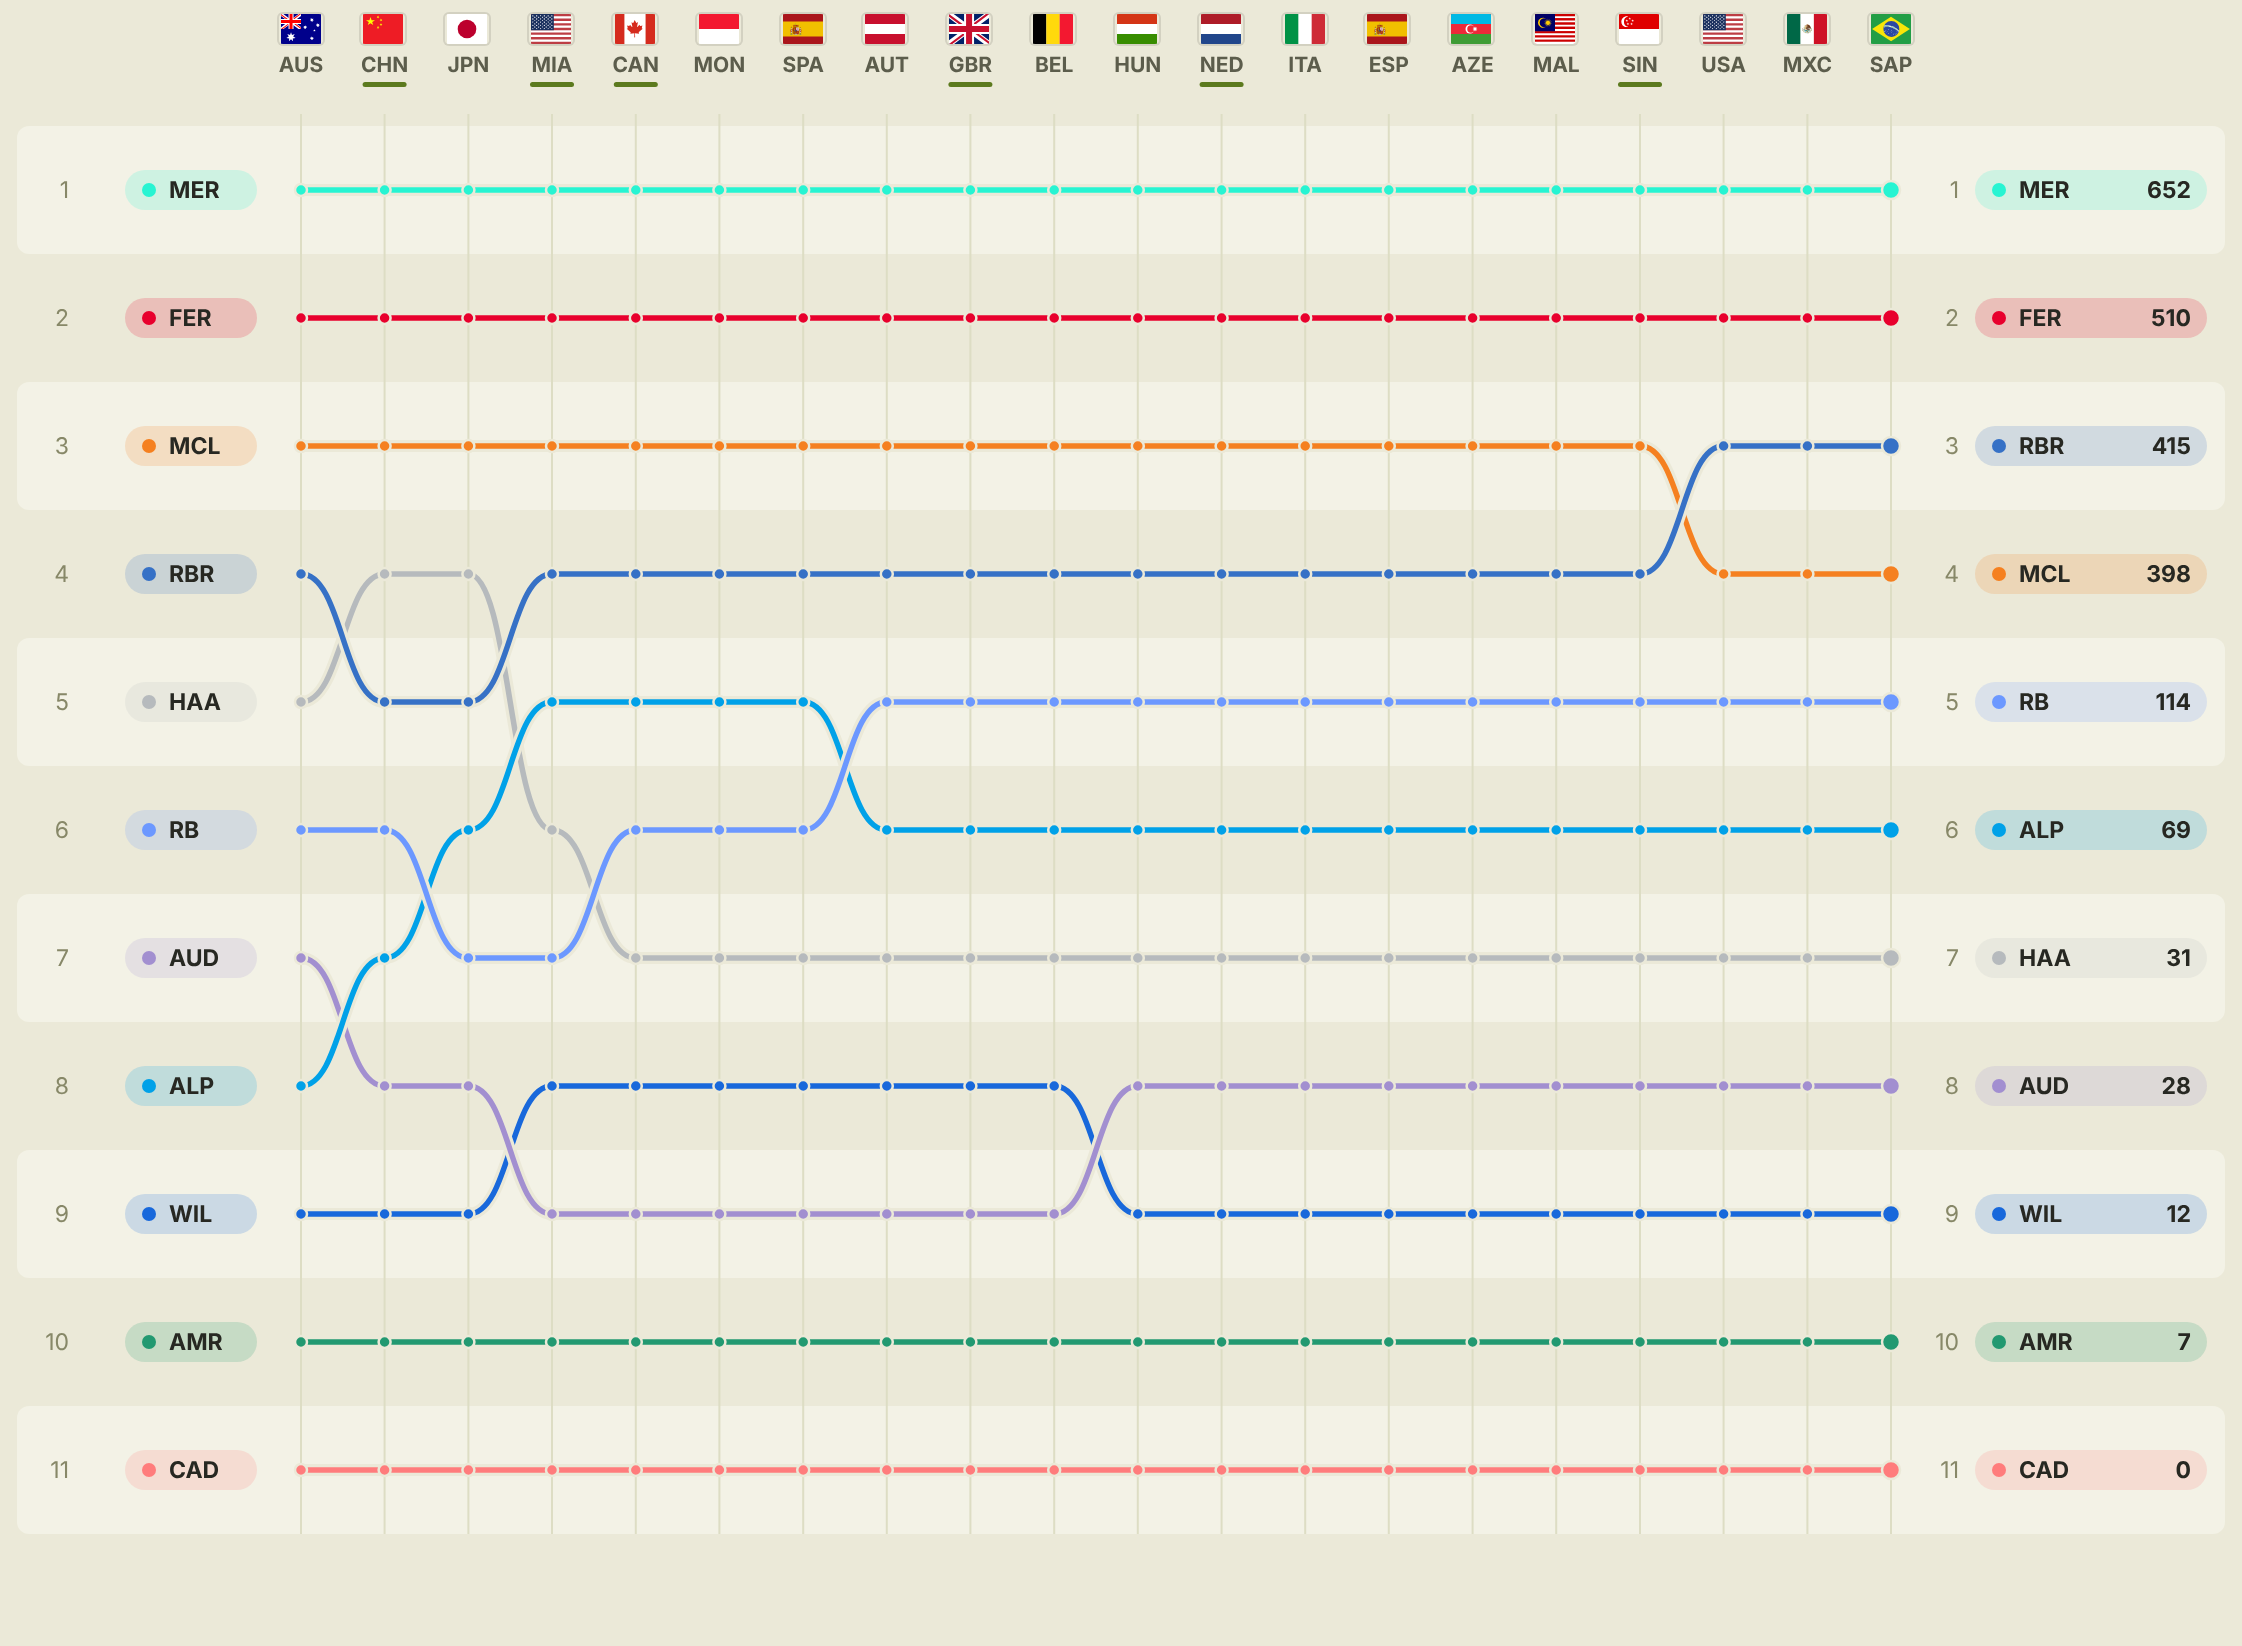 AUS CHN JPN MIA CAN MON SPA AUT GBR BEL HUN NED ITA ESP AZE MAL SIN USA MXC SAP
1 MER 1 MER 652
2 FER 2 FER 510
3 MCL 3 RBR 415
4 RBR 4 MCL 398
5 HAA 5 RB 114
6 RB 6 ALP 69
7 AUD 7 HAA 31
8 ALP 8 AUD 28
9 WIL 9 WIL 12
10 AMR 10 AMR 7
11 CAD 11 CAD 0